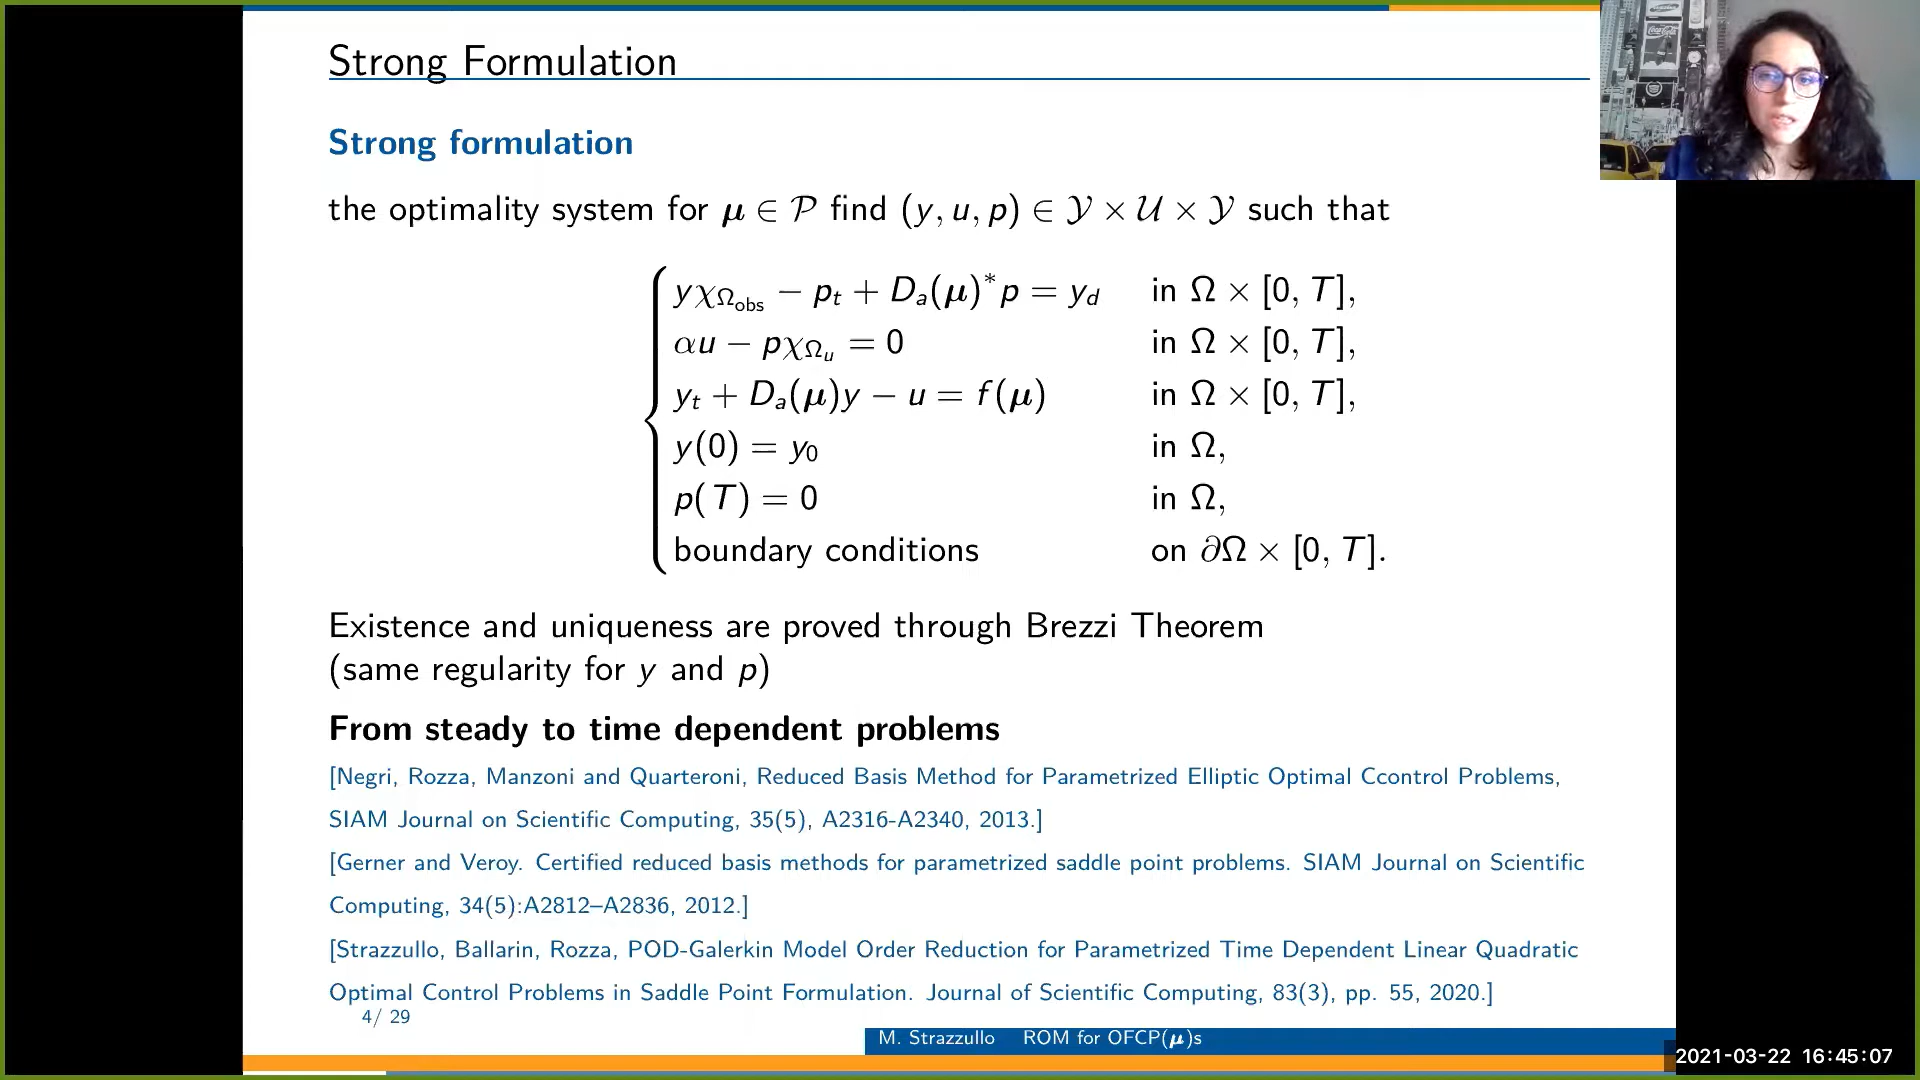 Strong Formulation
Strong formulation
the optimality system for μ ∈ 𝒫 find (y, u, p) ∈ 𝒴 × 𝒰 × 𝒴 such that
yχ_Ω_obs − p_t + D_a(μ)*p = y_d in Ω × [0, T],
αu − pχ_Ω_u = 0 in Ω × [0, T],
y_t + D_a(μ)y − u = f(μ) in Ω × [0, T],
y(0) = y_0 in Ω,
p(T) = 0 in Ω,
boundary conditions on ∂Ω × [0, T].
Existence and uniqueness are proved through Brezzi Theorem
(same regularity for y and p)
From steady to time dependent problems
[Negri, Rozza, Manzoni and Quarteroni, Reduced Basis Method for Parametrized Elliptic Optimal Ccontrol Problems,
SIAM Journal on Scientific Computing, 35(5), A2316-A2340, 2013.]
[Gerner and Veroy. Certified reduced basis methods for parametrized saddle point problems. SIAM Journal on Scientific
Computing, 34(5):A2812–A2836, 2012.]
[Strazzullo, Ballarin, Rozza, POD-Galerkin Model Order Reduction for Parametrized Time Dependent Linear Quadratic
Optimal Control Problems in Saddle Point Formulation. Journal of Scientific Computing, 83(3), pp. 55, 2020.]
4/ 29
M. Strazzullo ROM for OFCP(μ)s
2021-03-22 16:45:07
Coca-Cola